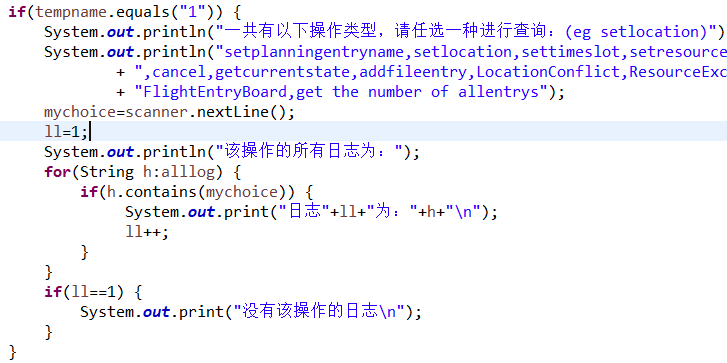 if(tempname.equals("1")) {
System.out.println("一共有以下操作类型，请任选一种进行查询：(eg setlocation)")
System.out.println("setplanningentryname,setlocation,settimeslot,setresource
+ ",cancel,getcurrentstate,addfileentry,LocationConflict,ResourceExc
+ "FlightEntryBoard,get the number of allentrys");
mychoice=scanner.nextLine();
ll=1;
System.out.println("该操作的所有日志为：");
for(String h:alllog) {
if(h.contains(mychoice)) {
System.out.print("日志"+ll+"为："+h+"\n");
ll++;
}
}
if(ll==1) {
System.out.print("没有该操作的日志\n");
}
}